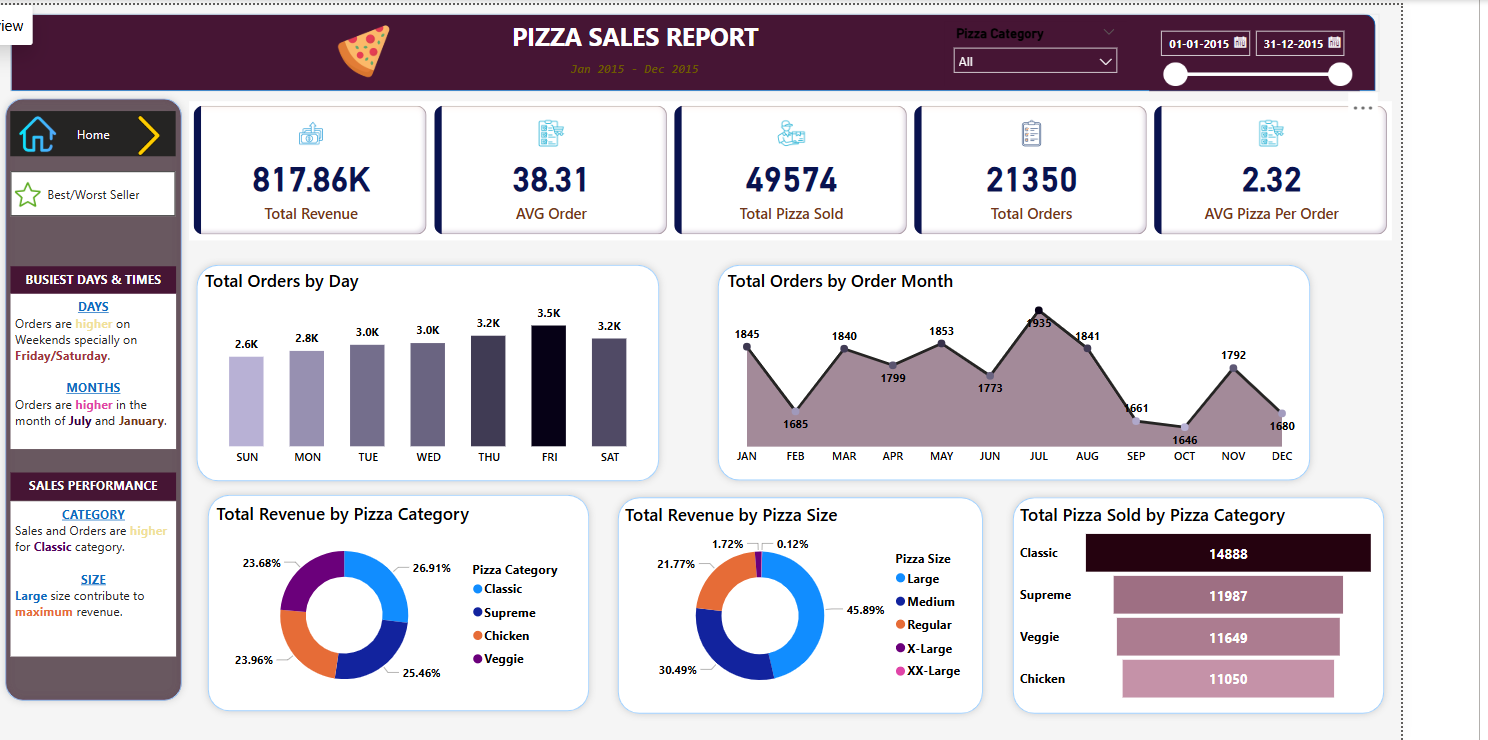 iew
PIZZA SALES REPORT
Jan 2015 - Dec 2015
Pizza Category
All
01-01-2015
31-12-2015
Home
Best/Worst Seller
817.86K
Total Revenue
38.31
AVG Order
49574
Total Pizza Sold
21350
Total Orders
2.32
AVG Pizza Per Order
BUSIEST DAYS & TIMES
DAYS
Orders are higher on
Weekends specially on
Friday/Saturday.
MONTHS
Orders are higher in the
month of July and January.
SALES PERFORMANCE
CATEGORY
Sales and Orders are higher
for Classic category.
SIZE
Large size contribute to
maximum revenue.
Total Orders by Day
2.6K
2.8K
3.0K
3.0K
3.2K
3.5K
3.2K
SUN MON TUE WED THU FRI SAT
Total Orders by Order Month
1845
1685
1840
1799
1853
1773
1935
1841
1661
1646
1792
1680
JAN FEB MAR APR MAY JUN JUL AUG SEP OCT NOV DEC
Total Revenue by Pizza Category
23.68%
26.91%
23.96%
25.46%
Pizza Category
Classic
Supreme
Chicken
Veggie
Total Revenue by Pizza Size
1.72%
0.12%
21.77%
45.89%
30.49%
Pizza Size
Large
Medium
Regular
X-Large
XX-Large
Total Pizza Sold by Pizza Category
Classic 14888
Supreme 11987
Veggie 11649
Chicken 11050